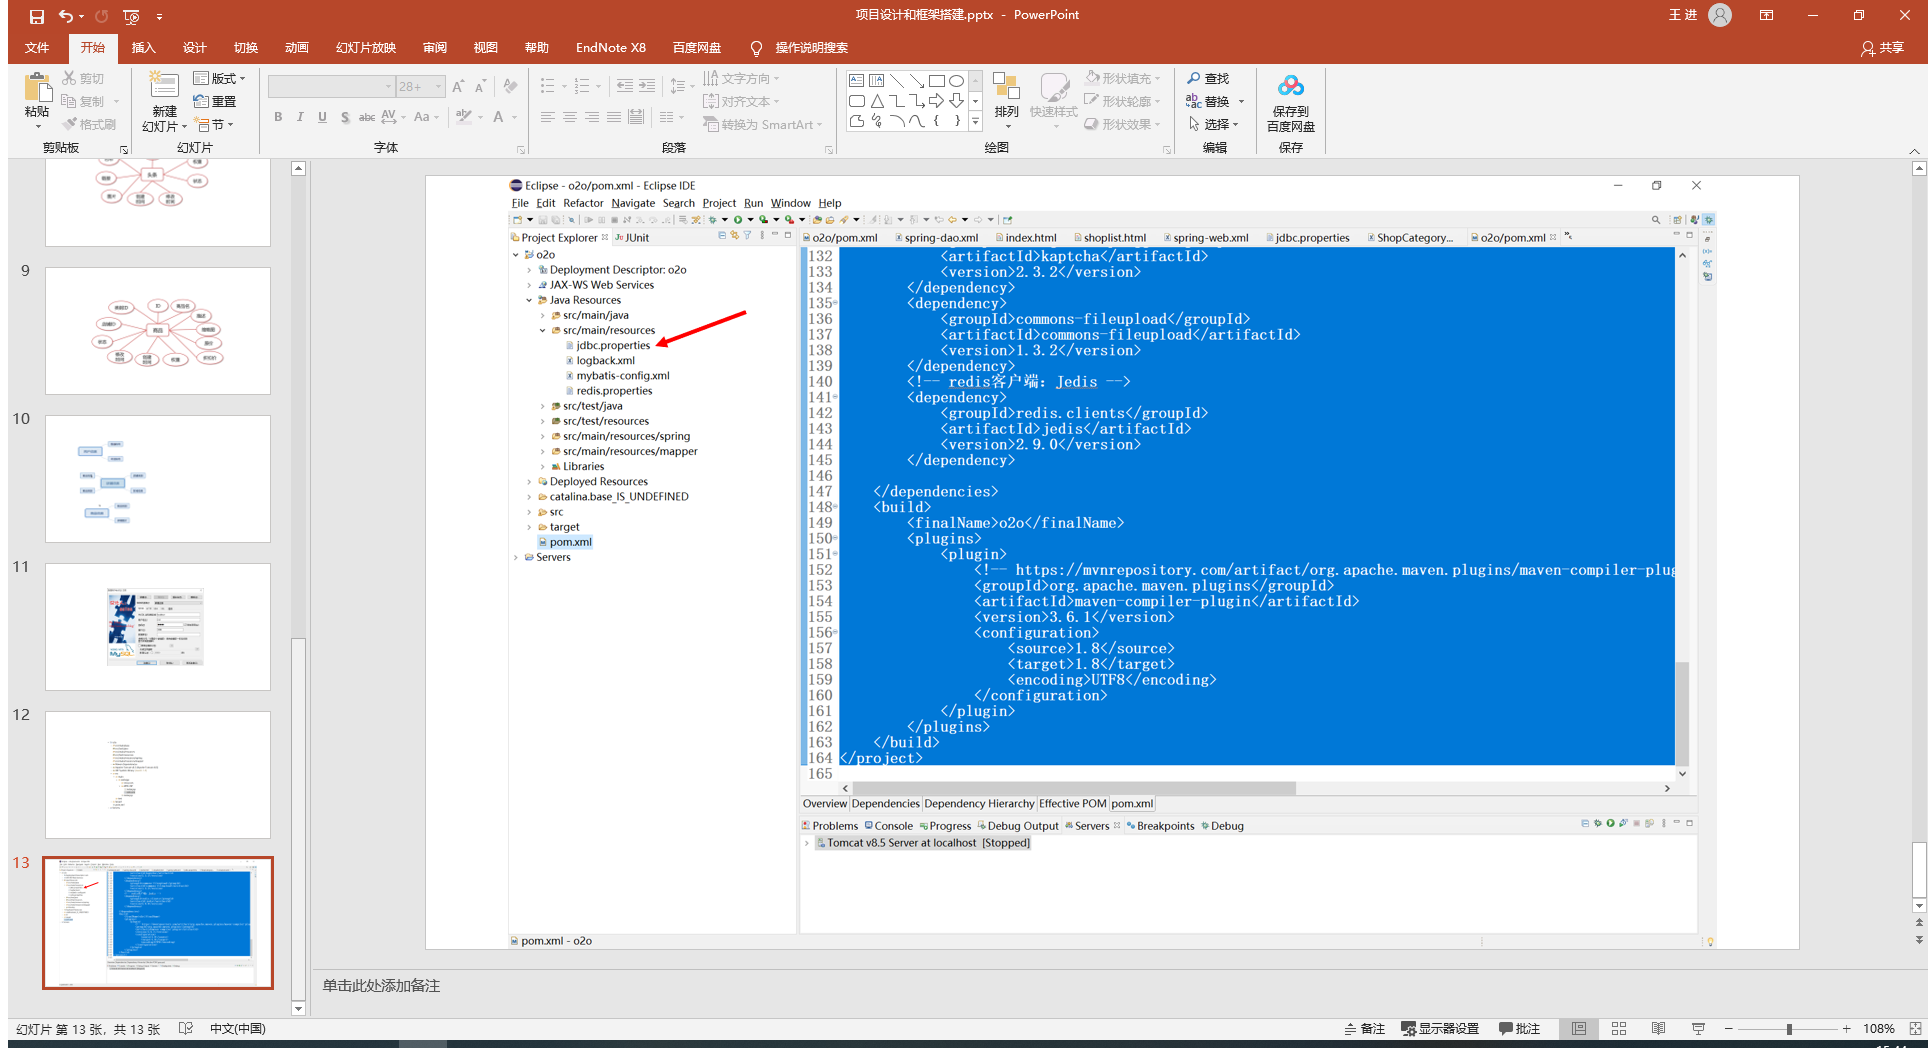 项目设计和框架搭建.pptx - PowerPoint
王 进
文件 开始 插入 设计 切换 动画 幻灯片放映 审阅 视图 帮助 EndNote X8 百度网盘 操作说明搜索 共享
粘贴 剪切 复制 格式刷 剪贴板
新建 幻灯片 版式 重置 节 幻灯片
28+
B I U S abc AV Aa A 字体
文字方向 对齐文本 转换为 SmartArt 段落
排列 快速样式 形状填充 形状轮廓 形状效果 绘图
查找 替换 选择 编辑
保存到 百度网盘 保存
9
10
11
12
13
Eclipse - o2o/pom.xml - Eclipse IDE
File Edit Refactor Navigate Search Project Run Window Help
Project Explorer JUnit
o2o
Deployment Descriptor: o2o
JAX-WS Web Services
Java Resources
src/main/java
src/main/resources
jdbc.properties
logback.xml
mybatis-config.xml
redis.properties
src/test/java
src/test/resources
src/main/resources/spring
src/main/resources/mapper
Libraries
Deployed Resources
catalina.base_IS_UNDEFINED
src
target
pom.xml
Servers
o2o/pom.xml spring-dao.xml index.html shoplist.html spring-web.xml jdbc.properties ShopCategory... o2o/pom.xml
132 <artifactId>kaptcha</artifactId>
133 <version>2.3.2</version>
134 </dependency>
135 <dependency>
136 <groupId>commons-fileupload</groupId>
137 <artifactId>commons-fileupload</artifactId>
138 <version>1.3.2</version>
139 </dependency>
140 <!-- redis客户端：Jedis -->
141 <dependency>
142 <groupId>redis.clients</groupId>
143 <artifactId>jedis</artifactId>
144 <version>2.9.0</version>
145 </dependency>
146
147 </dependencies>
148 <build>
149 <finalName>o2o</finalName>
150 <plugins>
151 <plugin>
152 <!-- https://mvnrepository.com/artifact/org.apache.maven.plugins/maven-compiler-plug
153 <groupId>org.apache.maven.plugins</groupId>
154 <artifactId>maven-compiler-plugin</artifactId>
155 <version>3.6.1</version>
156 <configuration>
157 <source>1.8</source>
158 <target>1.8</target>
159 <encoding>UTF8</encoding>
160 </configuration>
161 </plugin>
162 </plugins>
163 </build>
164 </project>
165
Overview Dependencies Dependency Hierarchy Effective POM pom.xml
Problems Console Progress Debug Output Servers Breakpoints Debug
Tomcat v8.5 Server at localhost [Stopped]
pom.xml - o2o
单击此处添加备注
幻灯片 第 13 张，共 13 张 中文(中国)
备注 显示器设置 批注 108%